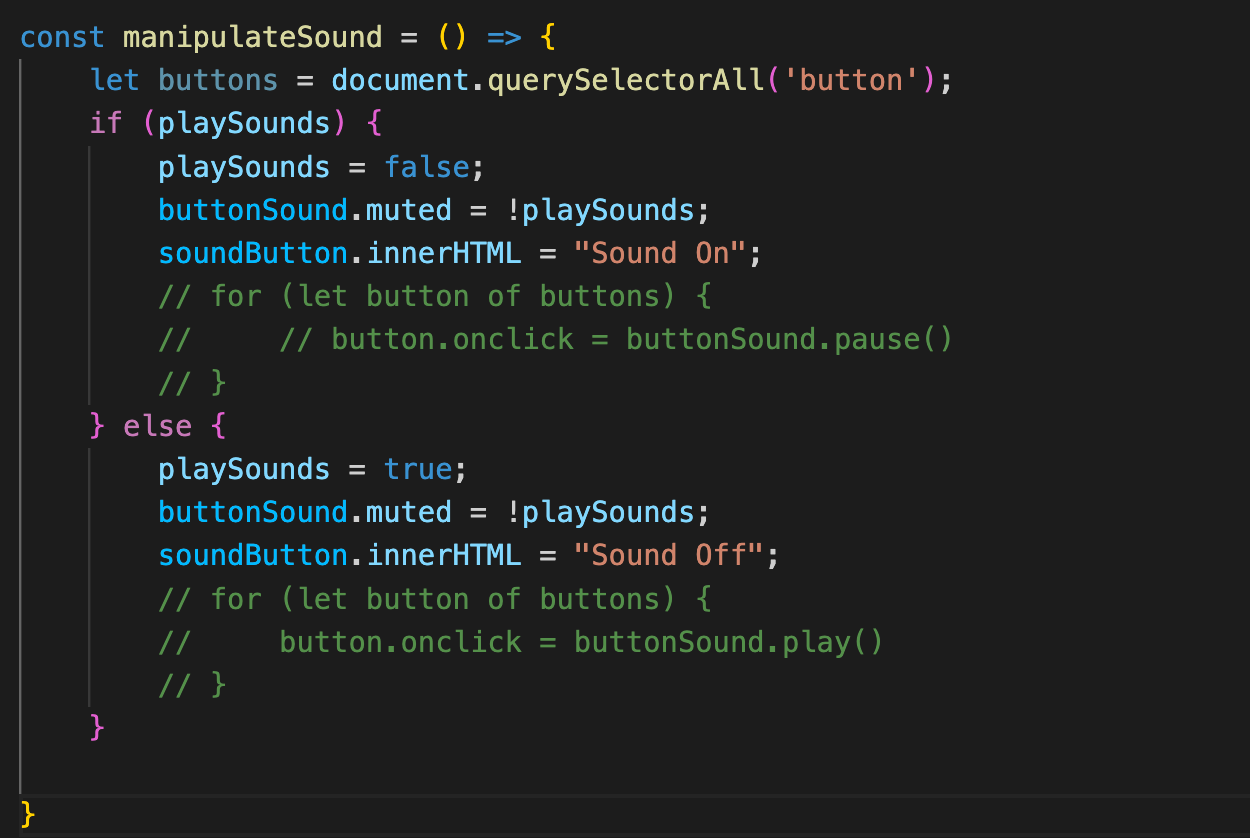 const manipulateSound = () => {
    let buttons = document.querySelectorAll('button');
    if (playSounds) {
        playSounds = false;
        buttonSound.muted = !playSounds;
        soundButton.innerHTML = "Sound On";
        // for (let button of buttons) {
        //     // button.onclick = buttonSound.pause()
        // }
    } else {
        playSounds = true;
        buttonSound.muted = !playSounds;
        soundButton.innerHTML = "Sound Off";
        // for (let button of buttons) {
        //     button.onclick = buttonSound.play()
        // }
    }
}